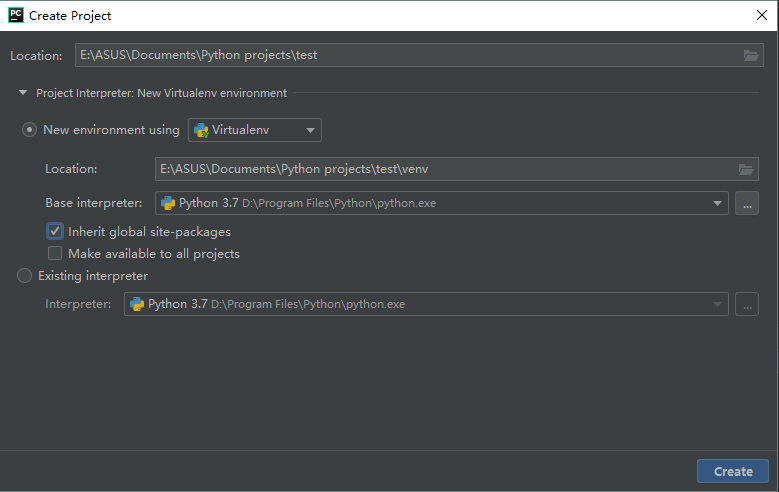 PC Create Project
Location: E:\ASUS\Documents\Python projects\test
Project Interpreter: New Virtualenv environment
New environment using Virtualenv
Location: E:\ASUS\Documents\Python projects\test\venv
Base interpreter: Python 3.7 D:\Program Files\Python\python.exe ...
Inherit global site-packages
Make available to all projects
Existing interpreter
Interpreter: Python 3.7 D:\Program Files\Python\python.exe ...
Create